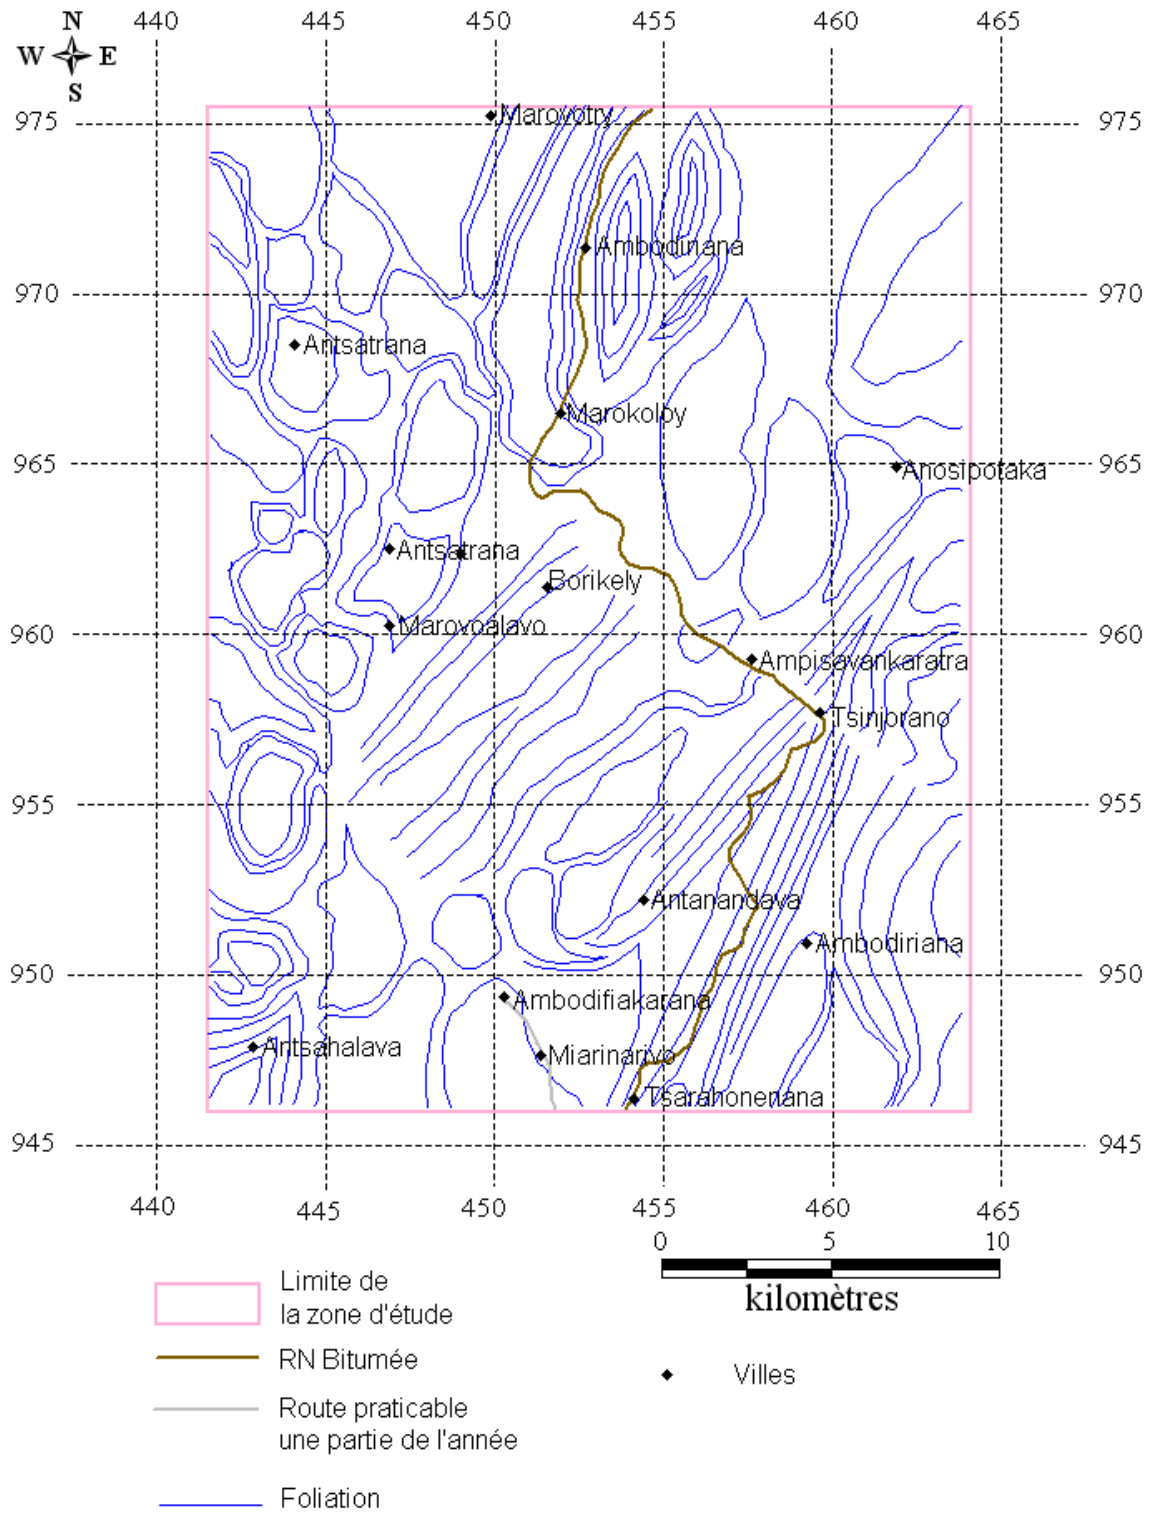 440 445 450 455 460 465
N
W E
S
975 Marovotry 975
Ambodinana
970 970
Antsatrana
Marokoloy
965 Anosipotaka 965
Antsatrana
Borikely
960 Marovoalavo 960
Ampisavankaratra
Tsinjorano
955 955
Antanandava
Ambodiriana
950 950
Ambodifiakarana
Antsahalava Miarinarivo
Tsarahonenana
945 945
440 445 450 455 460 465
0 5 10
kilomètres
Limite de
la zone d'étude
RN Bitumée
Villes
Route praticable
une partie de l'année
Foliation